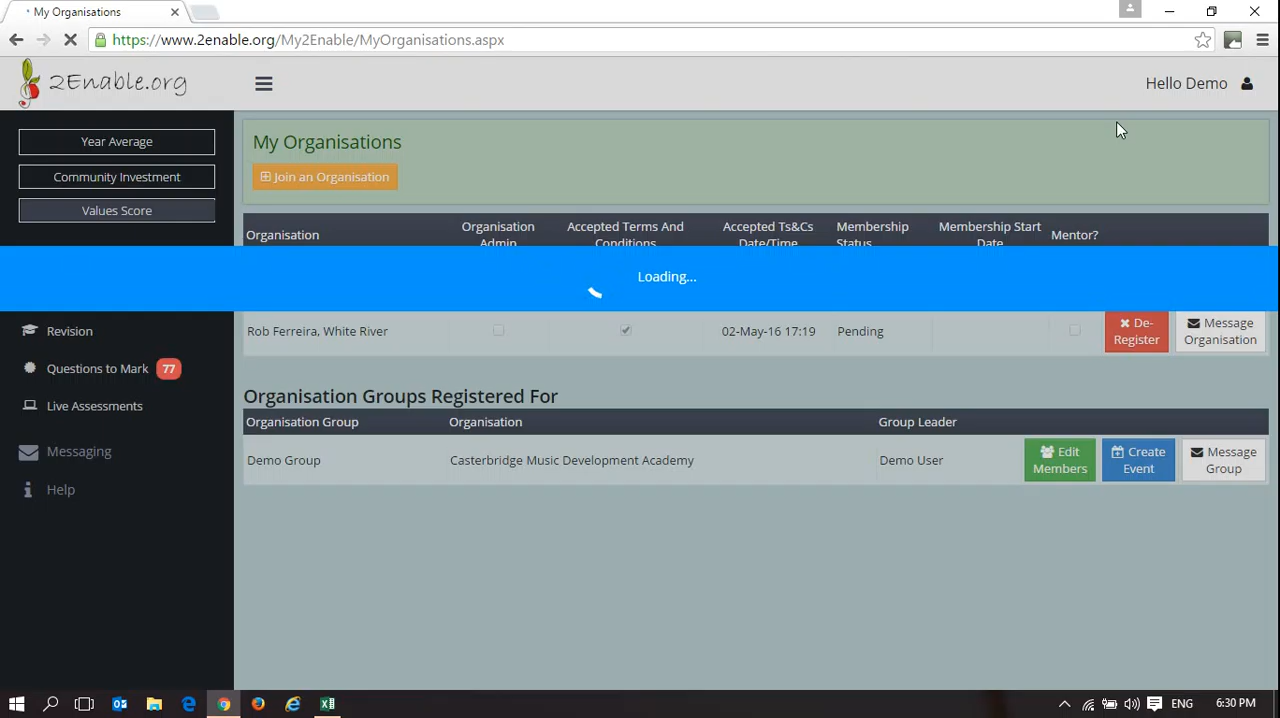 My Organisations
https://www.2enable.org/My2Enable/MyOrganisations.aspx
2Enable.org
Hello Demo
Year Average
Community Investment
Values Score
Revision
Questions to Mark 77
Live Assessments
Messaging
Help
My Organisations
Join an Organisation
Organisation
Organisation Admin
Accepted Terms And Conditions
Accepted Ts&Cs Date/Time
Membership Status
Membership Start Date
Mentor?
Loading...
Rob Ferreira, White River
02-May-16 17:19
Pending
De-Register
Message Organisation
Organisation Groups Registered For
Organisation Group
Organisation
Group Leader
Demo Group
Casterbridge Music Development Academy
Demo User
Edit Members
Create Event
Message Group
ENG
6:30 PM